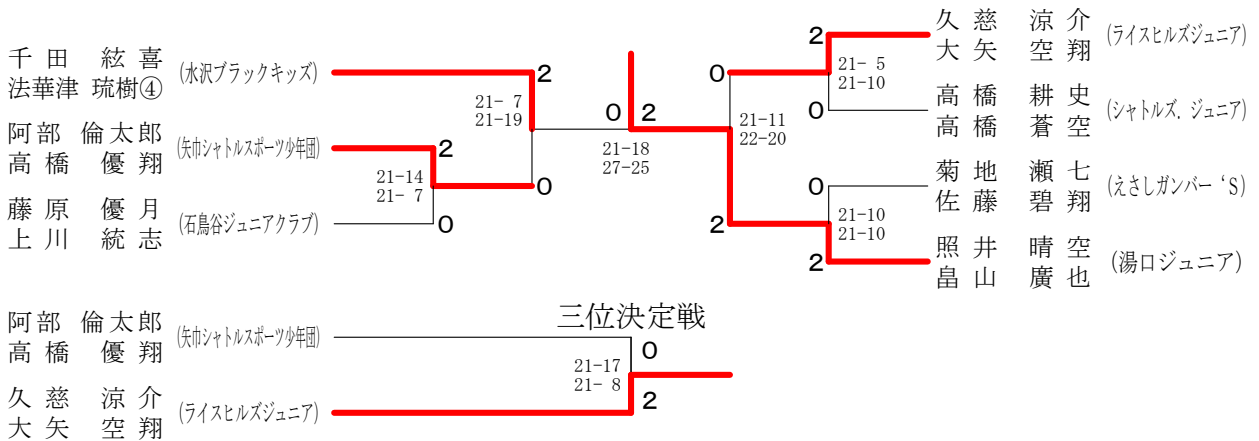 千田 絃喜
法華津 琉樹④
(水沢ブラックキッズ)
2
21- 7
21-19
阿部 倫太郎
高橋 優翔
(矢巾シャトルスポーツ少年団)
2
21-14
21- 7
0
藤原 優月
上川 統志
(石鳥谷ジュニアクラブ)
0
0
2
21-18
27-25
久慈 涼介
大矢 空翔
(ライスヒルズジュニア)
2
21- 5
21-10
0
高橋 耕史
高橋 蒼空
(シャトルズ.ジュニア)
0
21-11
22-20
菊地 瀬七
佐藤 碧翔
(えさしガンバー‘S)
0
21-10
21-10
2
照井 晴空
畠山 廣也
(湯口ジュニア)
2
三位決定戦
阿部 倫太郎
高橋 優翔
(矢巾シャトルスポーツ少年団)
0
21-17
21- 8
久慈 涼介
大矢 空翔
(ライスヒルズジュニア)
2